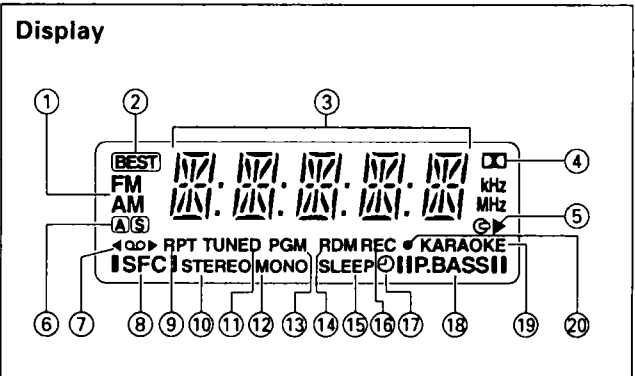 Display
① ② ③
BEST
FM kHz ④
AM MHz
A S ⑤
RPT TUNED PGM RDM REC KARAOKE
SFC STEREO MONO SLEEP P.BASS
⑥ ⑦ ⑧ ⑨ ⑩ ⑪ ⑫ ⑬ ⑭ ⑮ ⑯ ⑰ ⑱ ⑲ ⑳